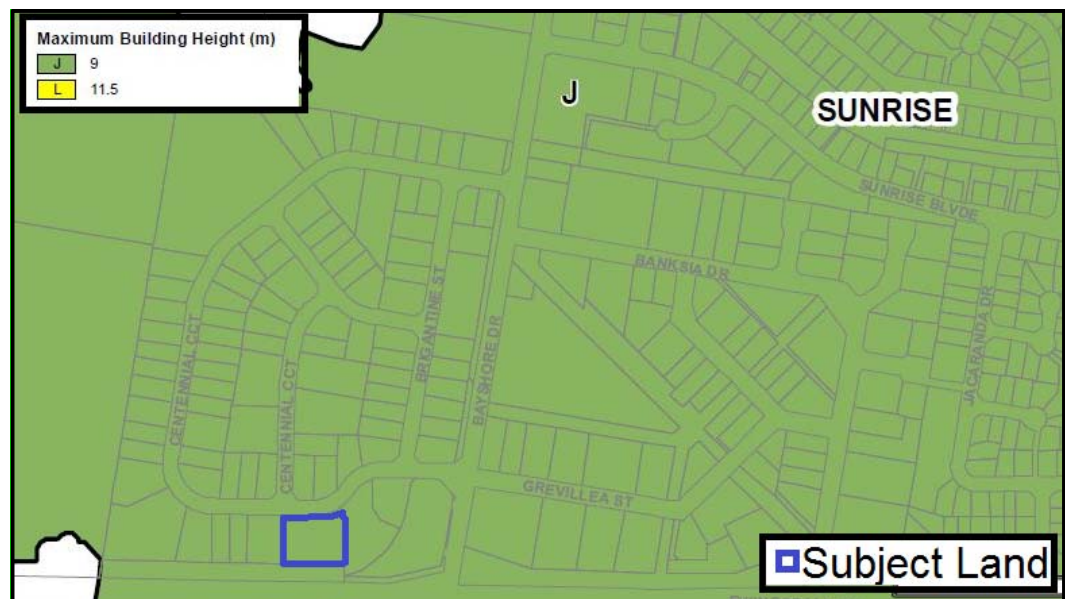 Maximum Building Height (m)
J 9
L 11.5
J
SUNRISE
SUNRISE BLVDE
BANKSIA DR
JACARANDA DR
BRIGANTINE ST
BAYSHORE DR
CENTENNIAL CCT
CENTENNIAL CCT
GREVILLEA ST
Subject Land